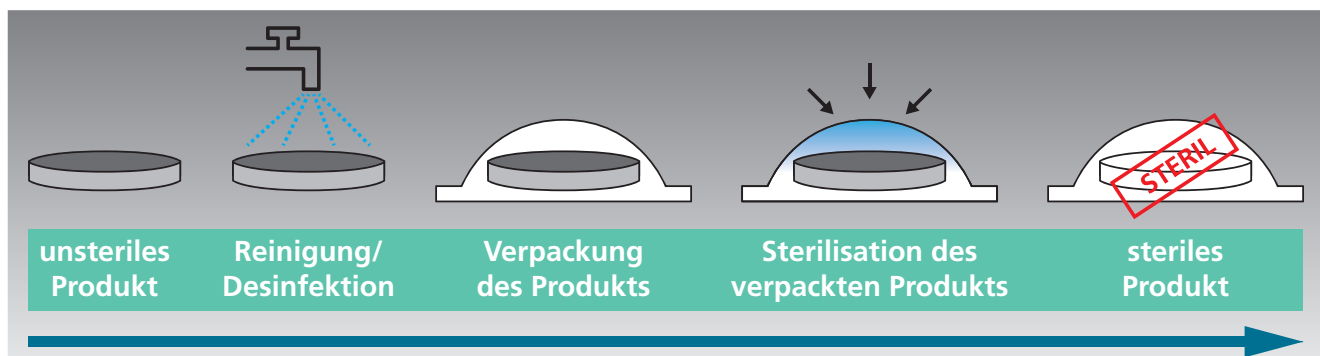 STERIL
unsteriles
Produkt
Reinigung/
Desinfektion
Verpackung
des Produkts
Sterilisation des
verpackten Produkts
steriles
Produkt